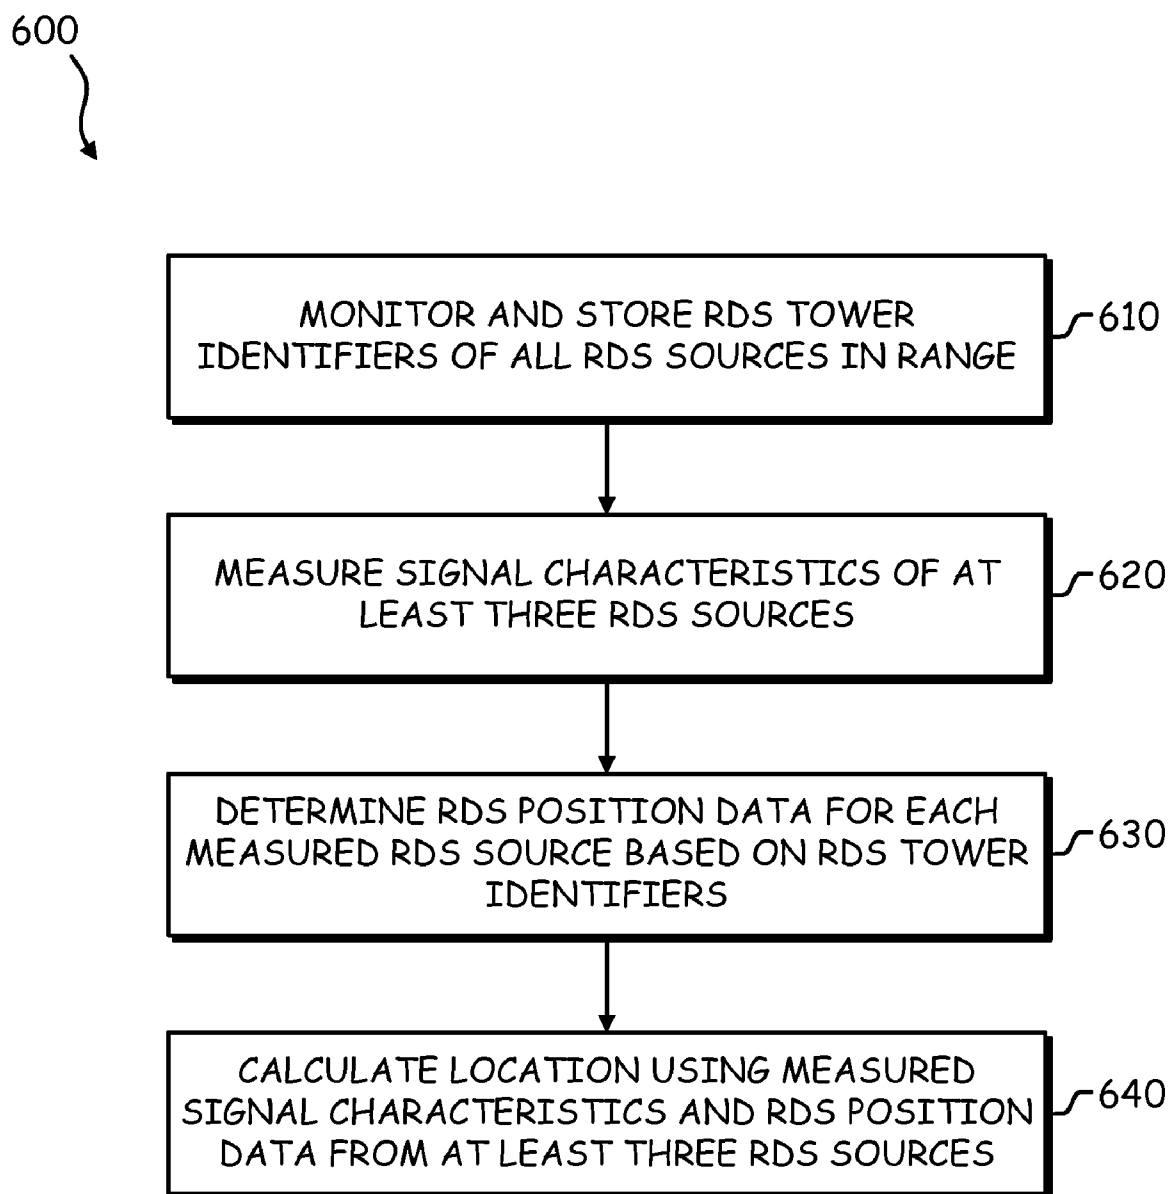 600
MONITOR AND STORE RDS TOWER
IDENTIFIERS OF ALL RDS SOURCES IN RANGE
610
MEASURE SIGNAL CHARACTERISTICS OF AT
LEAST THREE RDS SOURCES
620
DETERMINE RDS POSITION DATA FOR EACH
MEASURED RDS SOURCE BASED ON RDS TOWER
IDENTIFIERS
630
CALCULATE LOCATION USING MEASURED
SIGNAL CHARACTERISTICS AND RDS POSITION
DATA FROM AT LEAST THREE RDS SOURCES
640